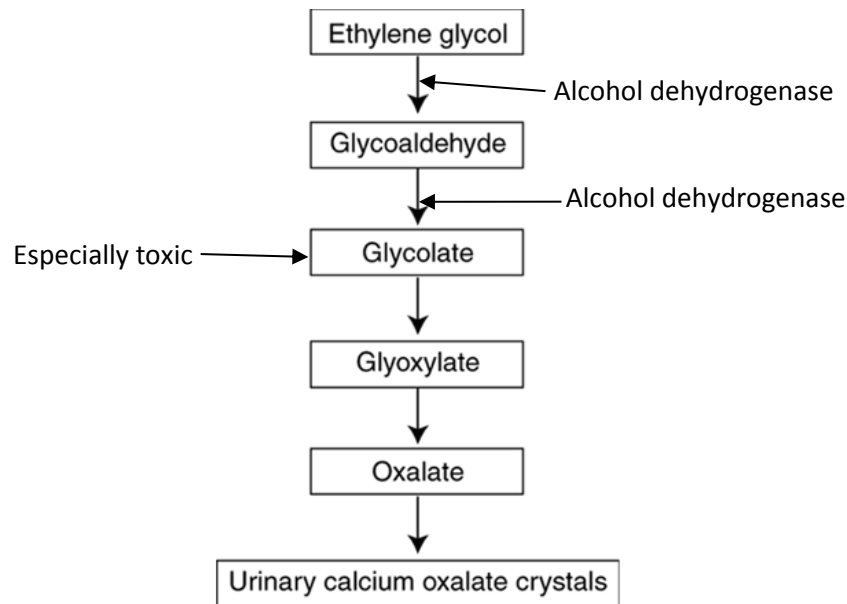 Ethylene glycol
Alcohol dehydrogenase
Glycoaldehyde
Alcohol dehydrogenase
Especially toxic
Glycolate
Glyoxylate
Oxalate
Urinary calcium oxalate crystals